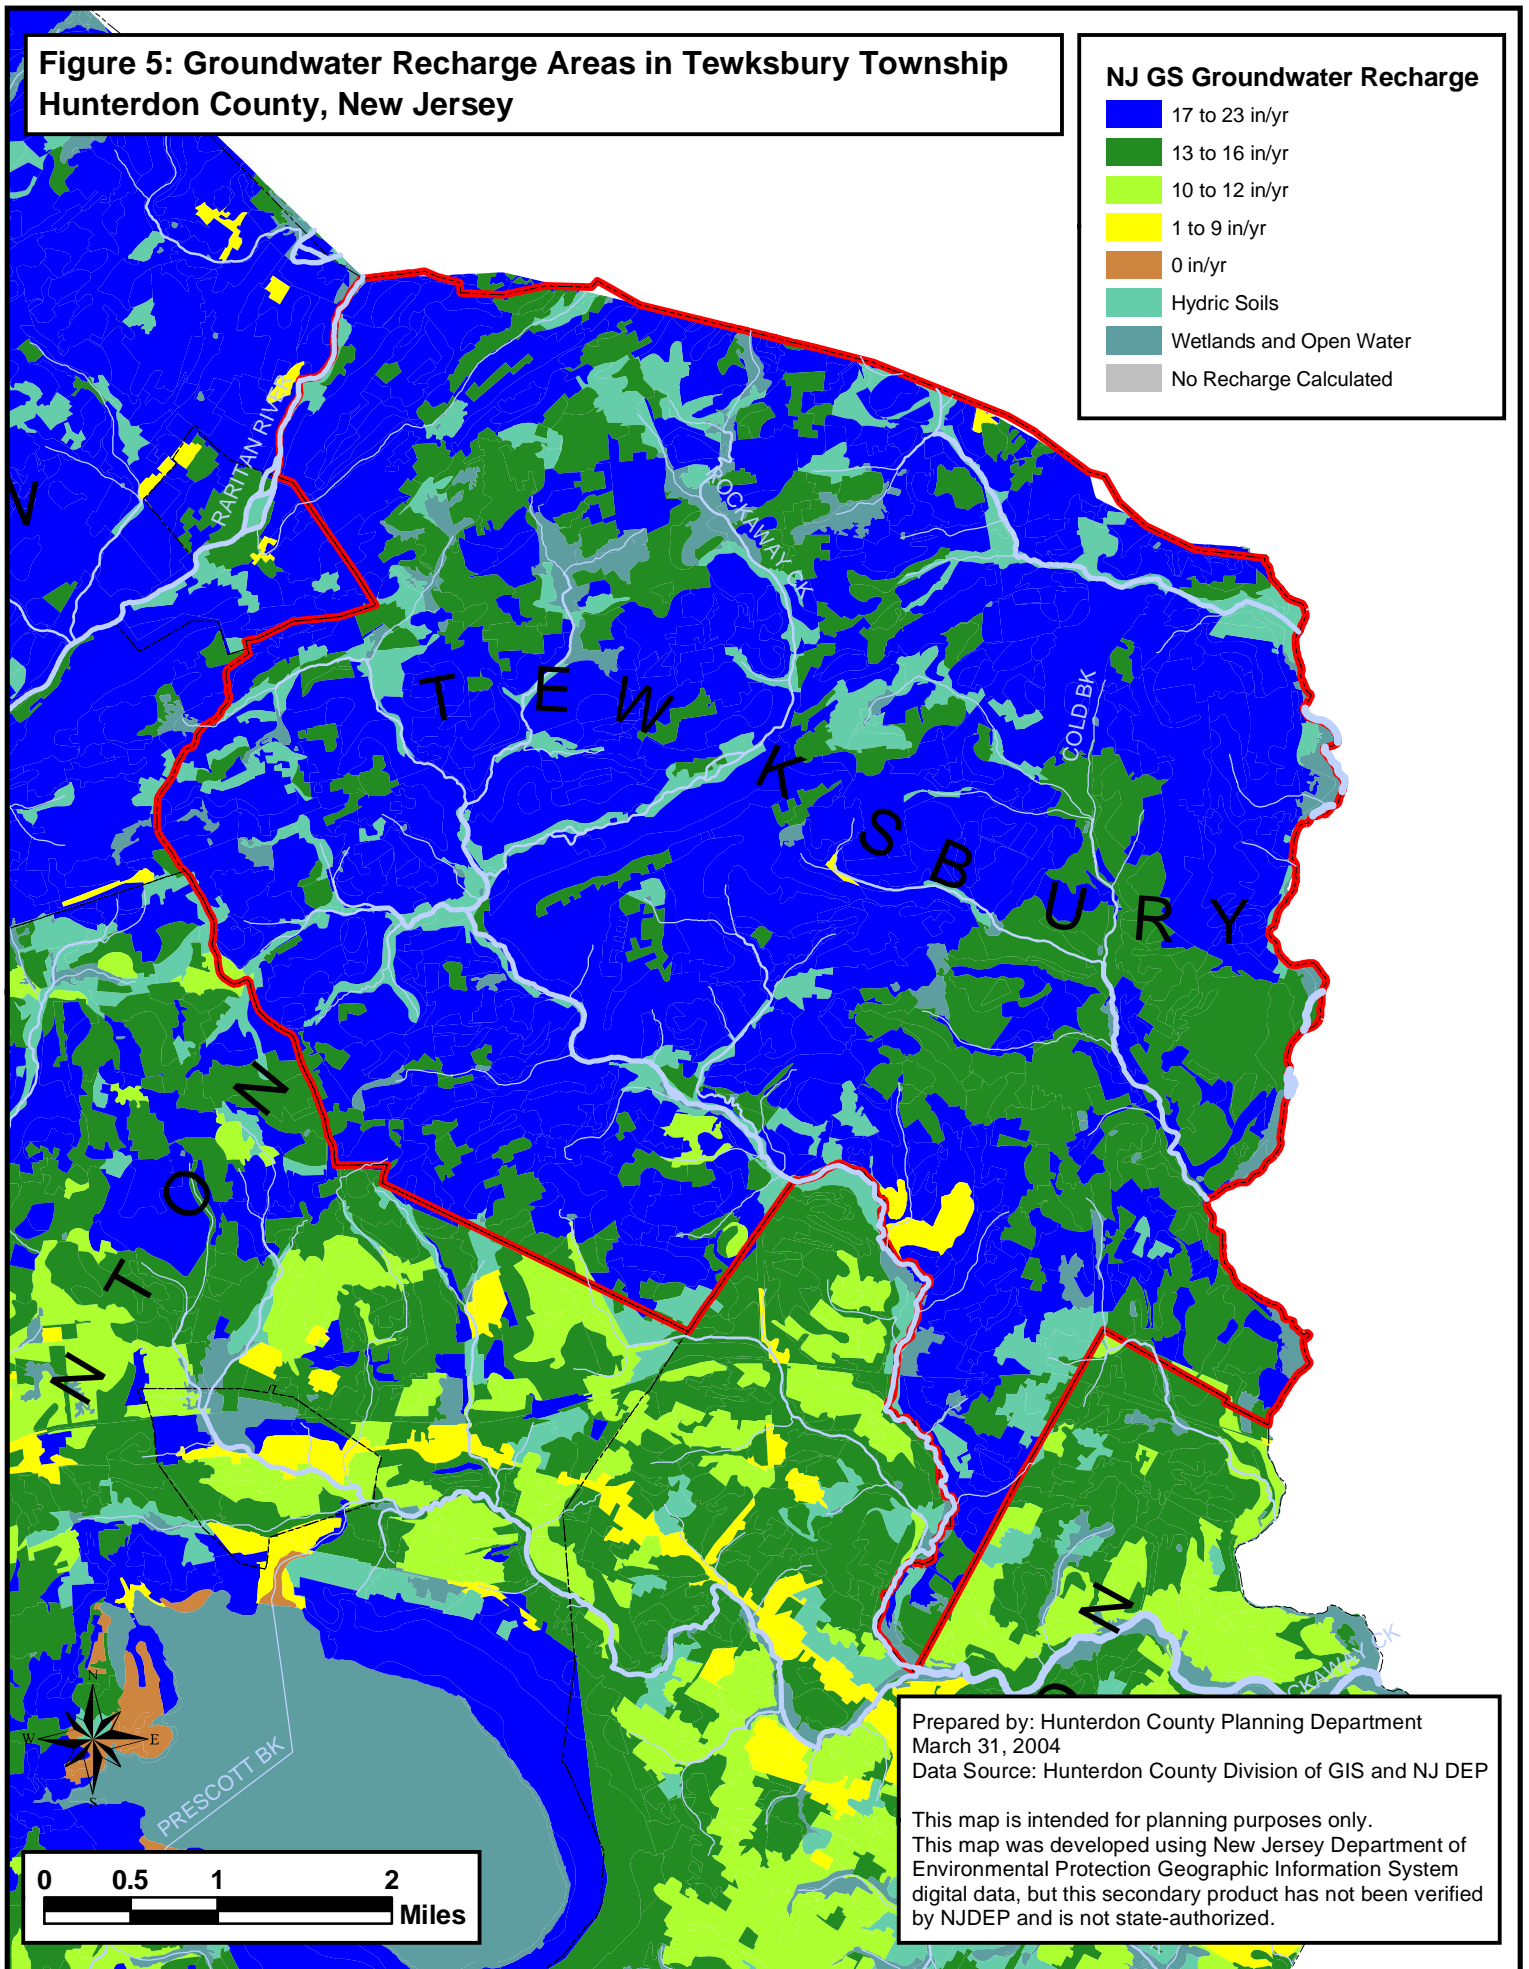 Figure 5: Groundwater Recharge Areas in Tewksbury Township
Hunterdon County, New Jersey
NJ GS Groundwater Recharge
17 to 23 in/yr
13 to 16 in/yr
10 to 12 in/yr
1 to 9 in/yr
0 in/yr
Hydric Soils
Wetlands and Open Water
No Recharge Calculated
RARITAN RIVER
ROCKAWAY CK
COLD BK
TEWKSBURY
N
T
O
N
N
PRESCOTT BK
N
W
E
S
0 0.5 1 2
Miles
Prepared by: Hunterdon County Planning Department
March 31, 2004
Data Source: Hunterdon County Division of GIS and NJ DEP
This map is intended for planning purposes only.
This map was developed using New Jersey Department of
Environmental Protection Geographic Information System
digital data, but this secondary product has not been verified
by NJDEP and is not state-authorized.